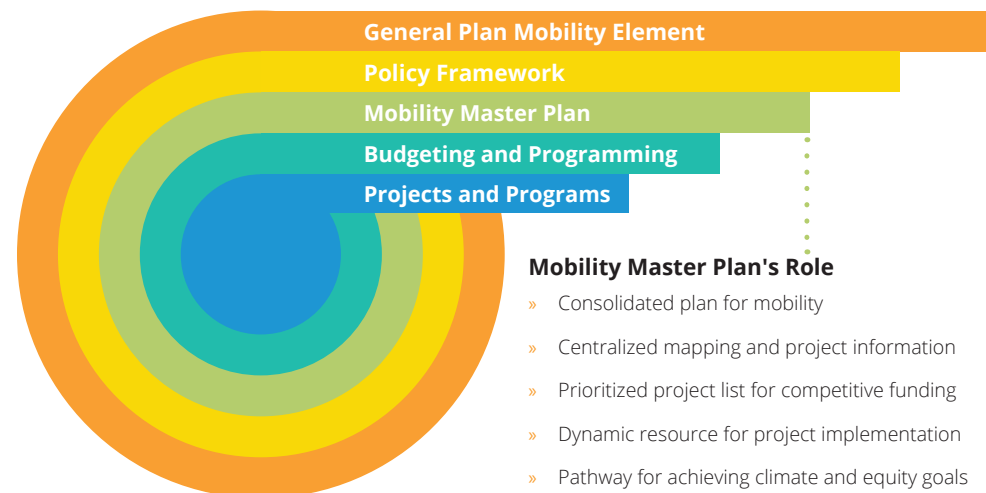 General Plan Mobility Element
Policy Framework
Mobility Master Plan
Budgeting and Programming
Projects and Programs
Mobility Master Plan's Role
» Consolidated plan for mobility
» Centralized mapping and project information
» Prioritized project list for competitive funding
» Dynamic resource for project implementation
» Pathway for achieving climate and equity goals